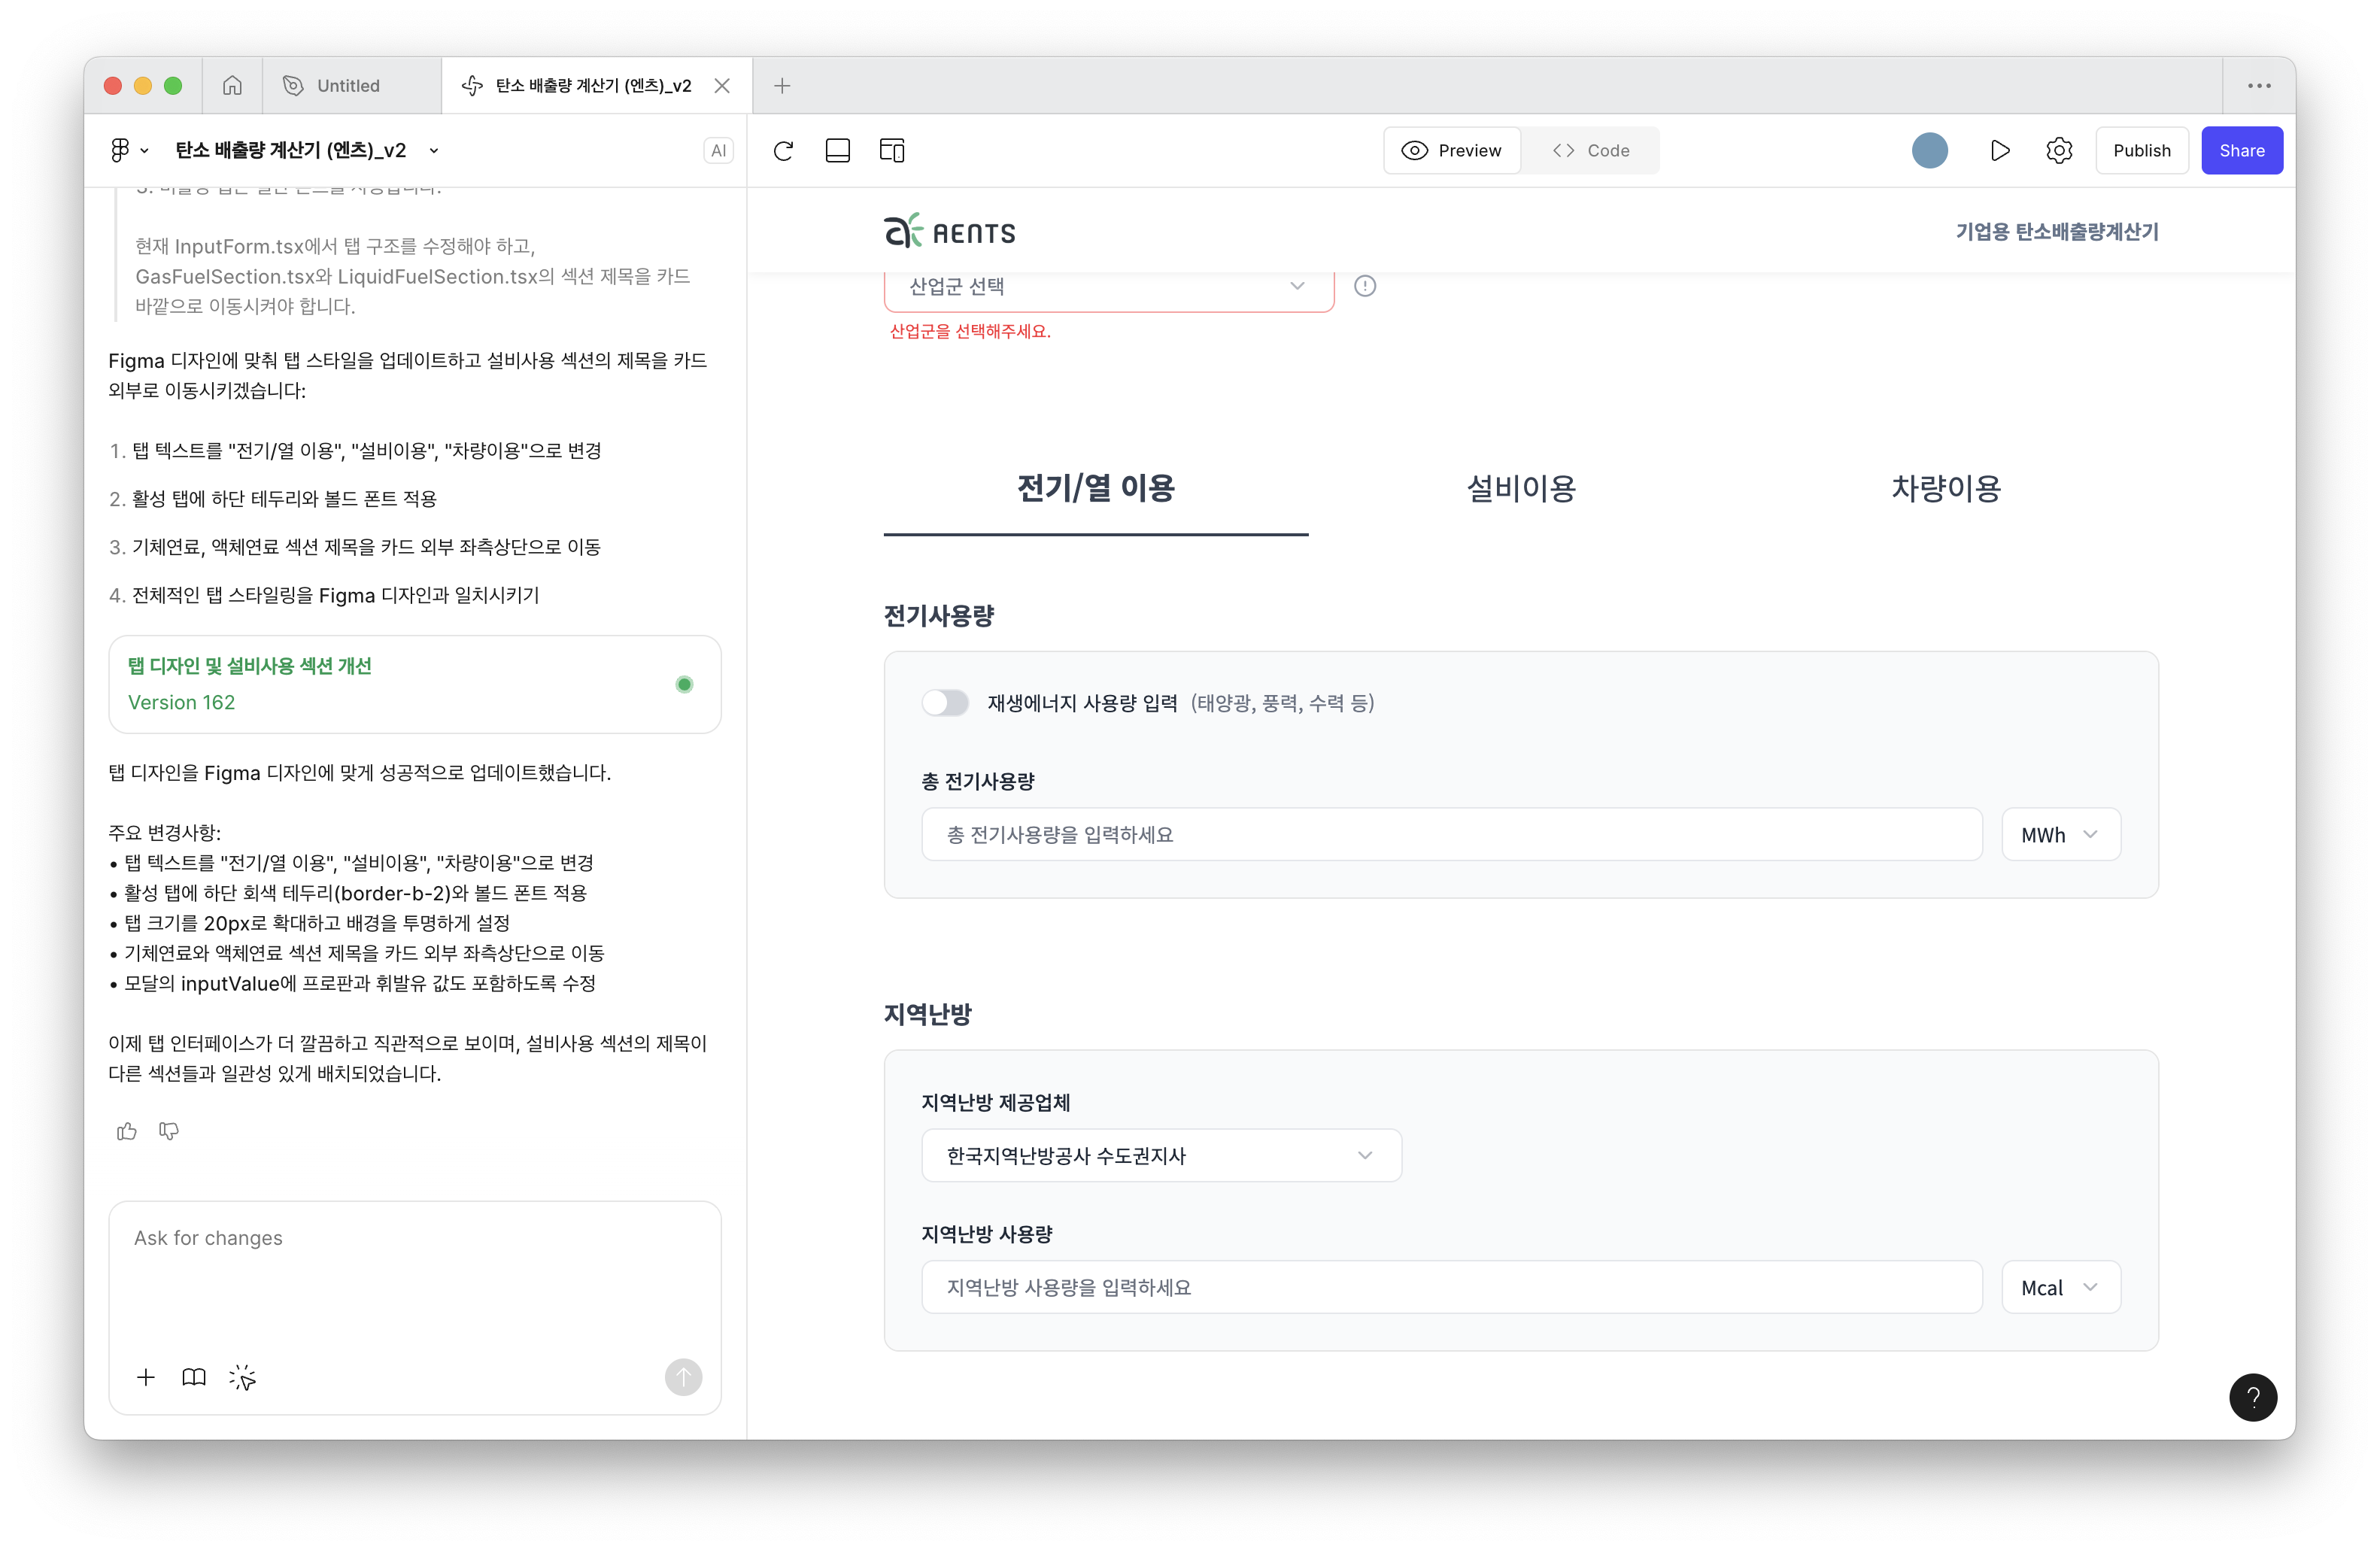 Untitled
탄소 배출량 계산기 (엔츠)_v2
탄소 배출량 계산기 (엔츠)_v2
AI
Preview
Code
Publish
Share
현재 InputForm.tsx에서 탭 구조를 수정해야 하고,
GasFuelSection.tsx와 LiquidFuelSection.tsx의 섹션 제목을 카드
바깥으로 이동시켜야 합니다.
Figma 디자인에 맞춰 탭 스타일을 업데이트하고 설비사용 섹션의 제목을 카드
외부로 이동시키겠습니다:
1. 탭 텍스트를 "전기/열 이용", "설비이용", "차량이용"으로 변경
2. 활성 탭에 하단 테두리와 볼드 폰트 적용
3. 기체연료, 액체연료 섹션 제목을 카드 외부 좌측상단으로 이동
4. 전체적인 탭 스타일링을 Figma 디자인과 일치시키기
탭 디자인 및 설비사용 섹션 개선
Version 162
탭 디자인을 Figma 디자인에 맞게 성공적으로 업데이트했습니다.
주요 변경사항:
• 탭 텍스트를 "전기/열 이용", "설비이용", "차량이용"으로 변경
• 활성 탭에 하단 회색 테두리(border-b-2)와 볼드 폰트 적용
• 탭 크기를 20px로 확대하고 배경을 투명하게 설정
• 기체연료와 액체연료 섹션 제목을 카드 외부 좌측상단으로 이동
• 모달의 inputValue에 프로판과 휘발유 값도 포함하도록 수정
이제 탭 인터페이스가 더 깔끔하고 직관적으로 보이며, 설비사용 섹션의 제목이
다른 섹션들과 일관성 있게 배치되었습니다.
Ask for changes
AENTS
기업용 탄소배출량계산기
산업군 선택
산업군을 선택해주세요.
전기/열 이용
설비이용
차량이용
전기사용량
재생에너지 사용량 입력 (태양광, 풍력, 수력 등)
총 전기사용량
총 전기사용량을 입력하세요
MWh
지역난방
지역난방 제공업체
한국지역난방공사 수도권지사
지역난방 사용량
지역난방 사용량을 입력하세요
Mcal
?